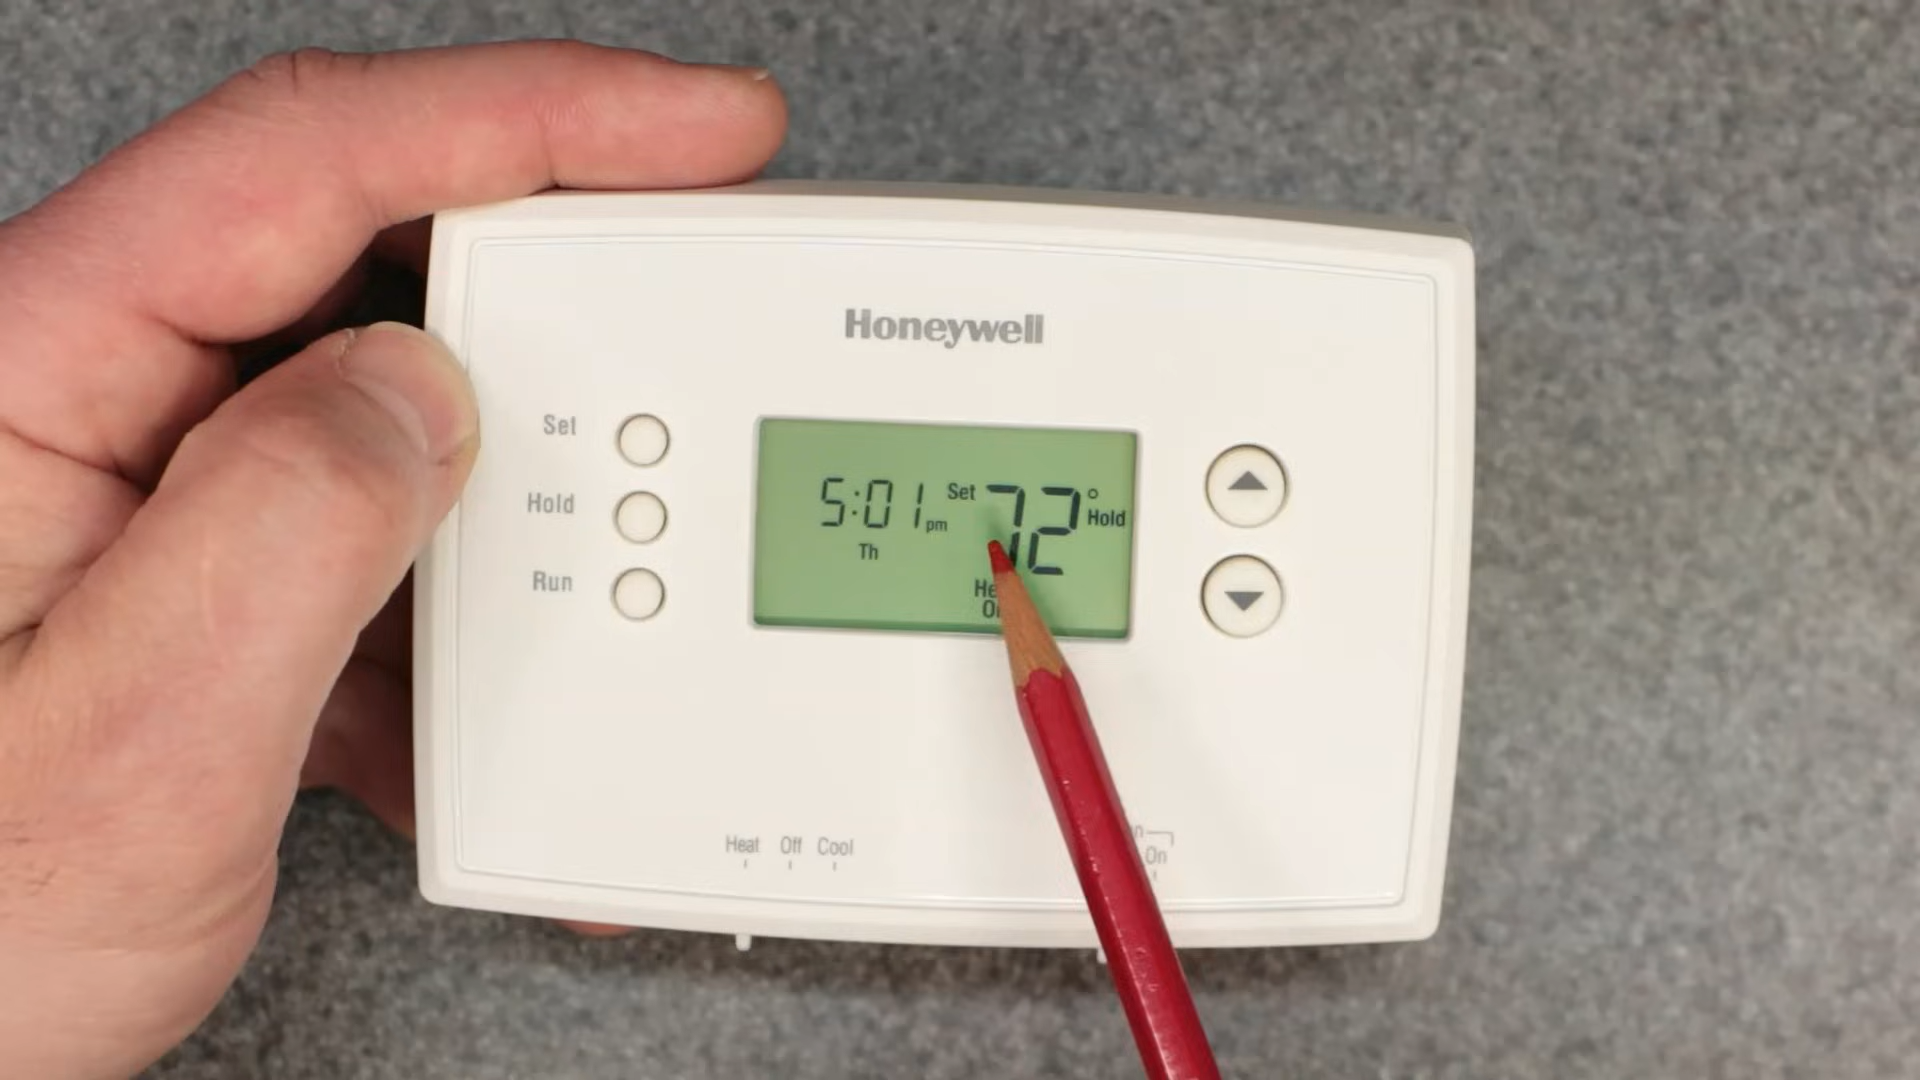 Honeywell
Set
Hold
Run
5:01 pm
Th
Set 72° Hold
Heat Off Cool
On